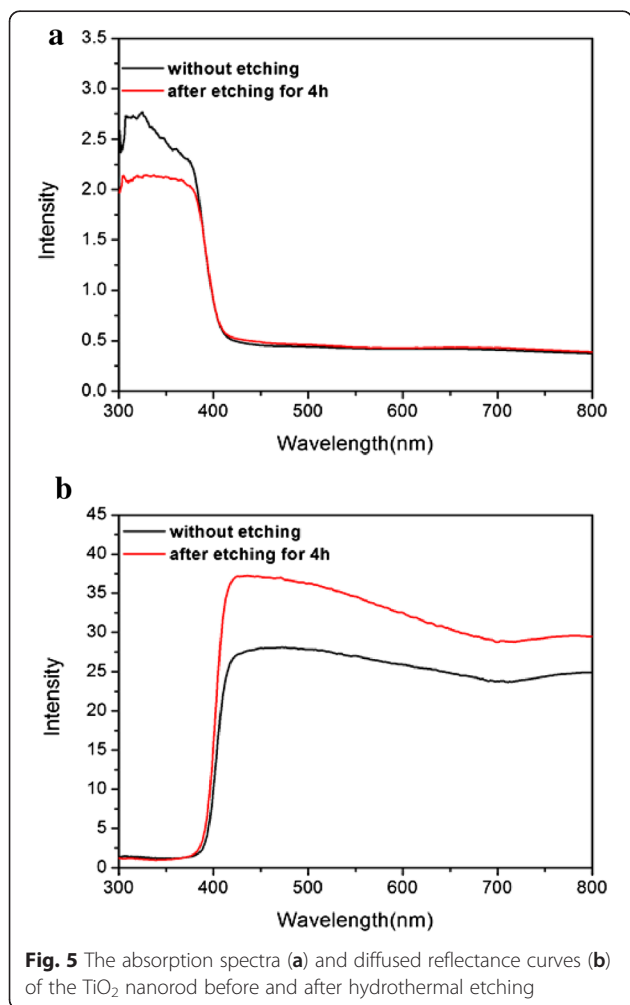 a
3.5
3.0
2.5
2.0
1.5
1.0
0.5
0.0
without etching
after etching for 4h
Intensity
300 400 500 600 700 800
Wavelength(nm)
b
45
40
35
30
25
20
15
10
5
0
without etching
after etching for 4h
Intensity
300 400 500 600 700 800
Wavelength(nm)
Fig. 5 The absorption spectra (a) and diffused reflectance curves (b)
of the TiO₂ nanorod before and after hydrothermal etching